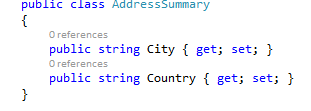 public class AddressSummary
{
0 references
public string City { get; set; }
0 references
public string Country { get; set; }
}